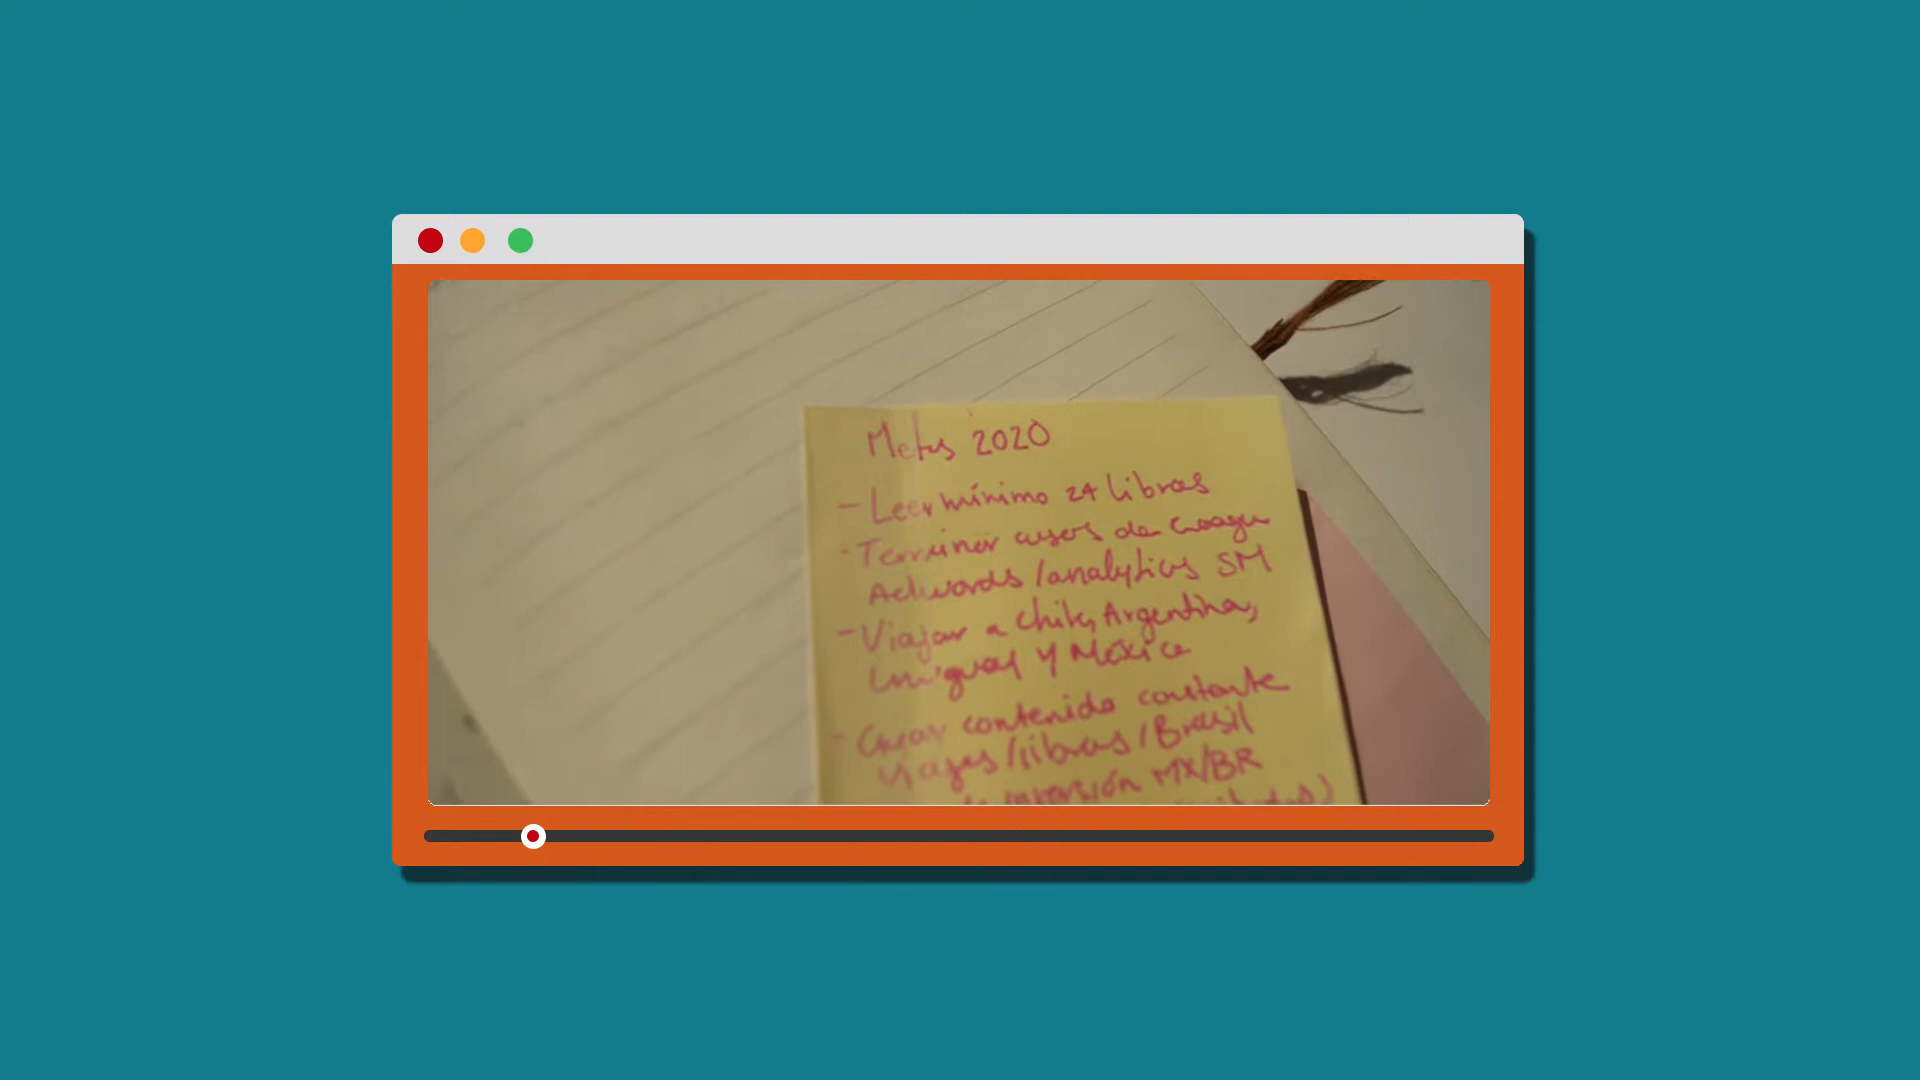 Metas 2020
- Leer mínimo 24 libros
- Terminar cursos de Google
Adwords/analytics SM
- Viajar a Chile, Argentina,
Uruguay y México
- Crear contenido constante
viajes/libros/Brasil
inversión MX/BR